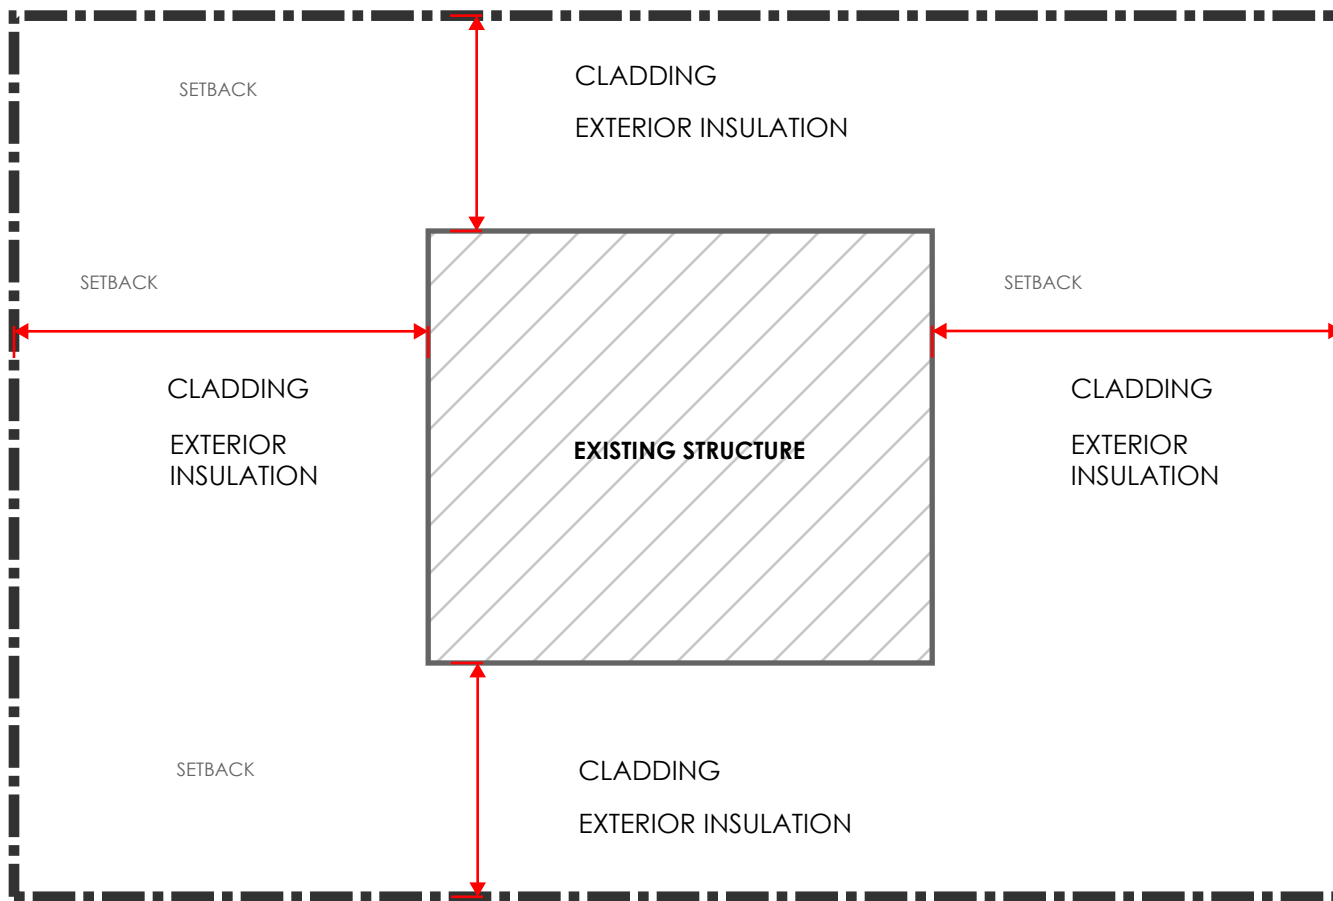 SETBACK
CLADDING
EXTERIOR INSULATION
SETBACK
CLADDING
EXTERIOR
INSULATION
EXISTING STRUCTURE
SETBACK
CLADDING
EXTERIOR
INSULATION
SETBACK
CLADDING
EXTERIOR INSULATION